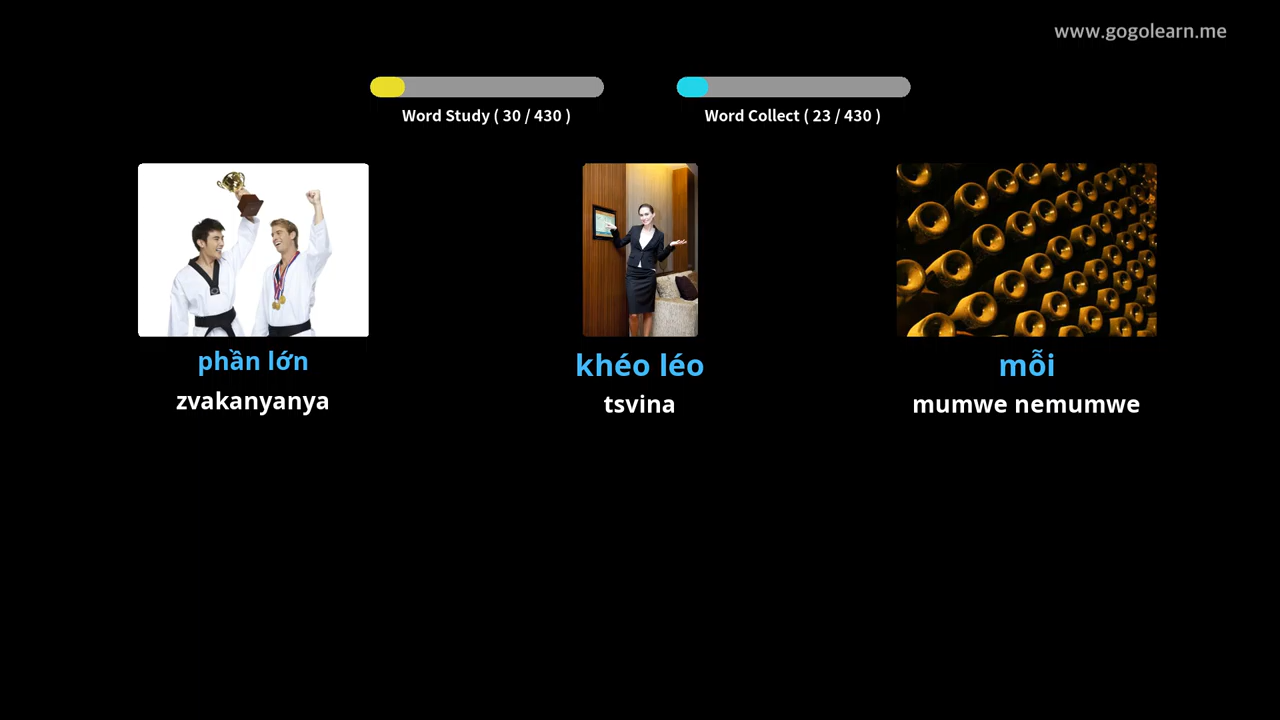 www.gogolearn.me
Word Study ( 30 / 430 )
Word Collect ( 23 / 430 )
phần lớn
khéo léo
mỗi
zvakanyanya
tsvina
mumwe nemumwe